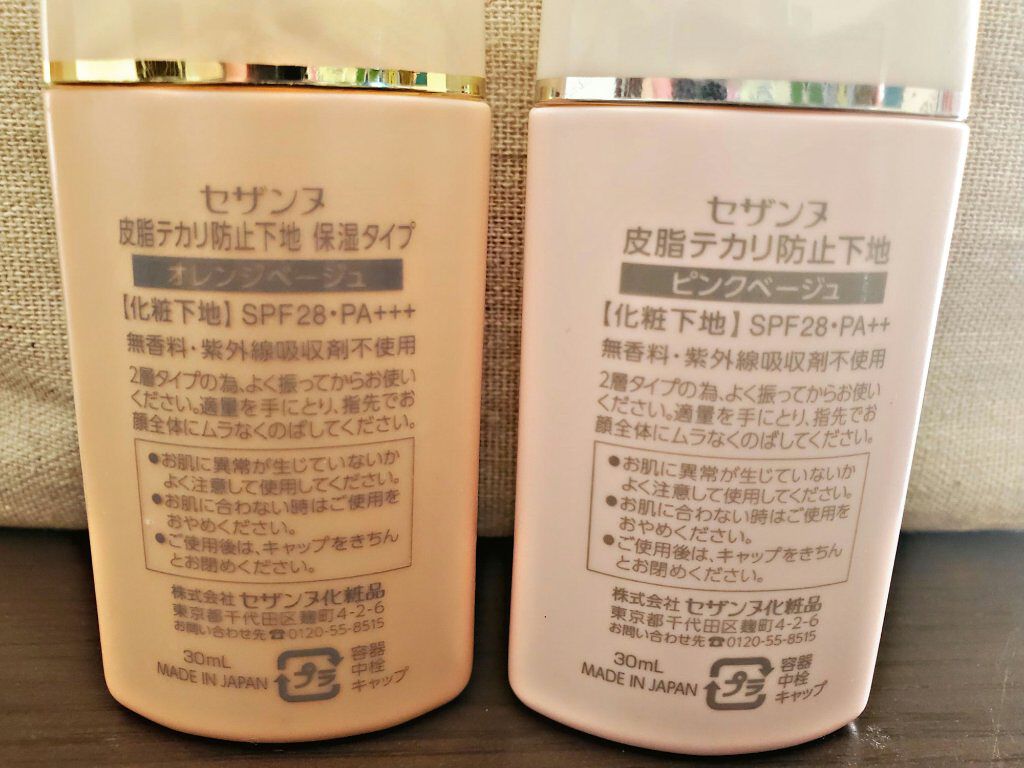 セザンヌ
皮脂テカリ防止下地 保湿タイプ
オレンジベージュ
【化粧下地】SPF28・PA+++
無香料・紫外線吸収剤不使用
2層タイプの為、よく振ってからお使い
ください。適量を手にとり、指先でお
顔全体にムラなくのばしてください。
●お肌に異常が生じていないか
よく注意して使用してください。
●お肌に合わない時はご使用を
おやめください。
●ご使用後は、キャップをきちん
とお閉めください。
株式会社 セザンヌ化粧品
東京都千代田区麹町4-2-6
お問い合わせ先☎0120-55-8515
30mL
MADE IN JAPAN
プラ
容器
中栓
キャップ
セザンヌ
皮脂テカリ防止下地
ピンクベージュ
【化粧下地】SPF28・PA++
無香料・紫外線吸収剤不使用
2層タイプの為、よく振ってからお使い
ください。適量を手にとり、指先でお
顔全体にムラなくのばしてください。
●お肌に異常が生じていないか
よく注意して使用してください。
●お肌に合わない時はご使用を
おやめください。
●ご使用後は、キャップをきちん
とお閉めください。
株式会社 セザンヌ化粧品
東京都千代田区麹町4-2-6
お問い合わせ先☎0120-55-8515
30mL
MADE IN JAPAN
プラ
容器
中栓
キャップ